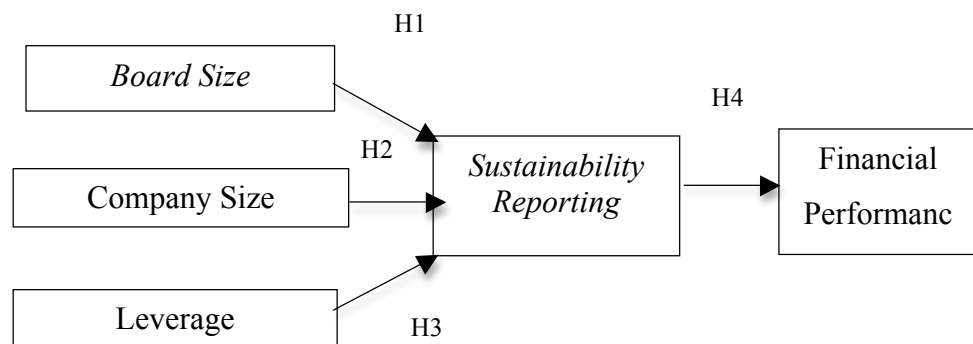 H1
Board Size
H4
H2
Sustainability
Reporting
Financial
Performanc
Company Size
Leverage
H3